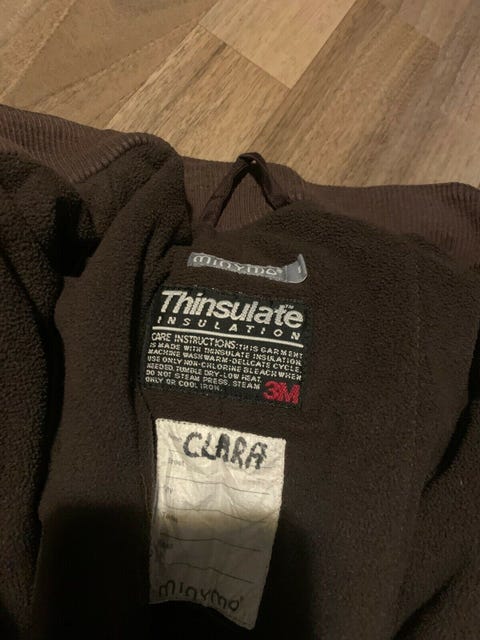 minymo
Thinsulate™
INSULATION
CARE INSTRUCTIONS: THIS GARMENT
IS MADE WITH THINSULATE INSULATION.
MACHINE WASH WARM-DELICATE CYCLE.
USE ONLY NON-CHLORINE BLEACH WHEN
NEEDED. TUMBLE DRY-LOW HEAT.
DO NOT STEAM PRESS. STEAM
ONLY OR COOL IRON.
3M
CLARA
minymo